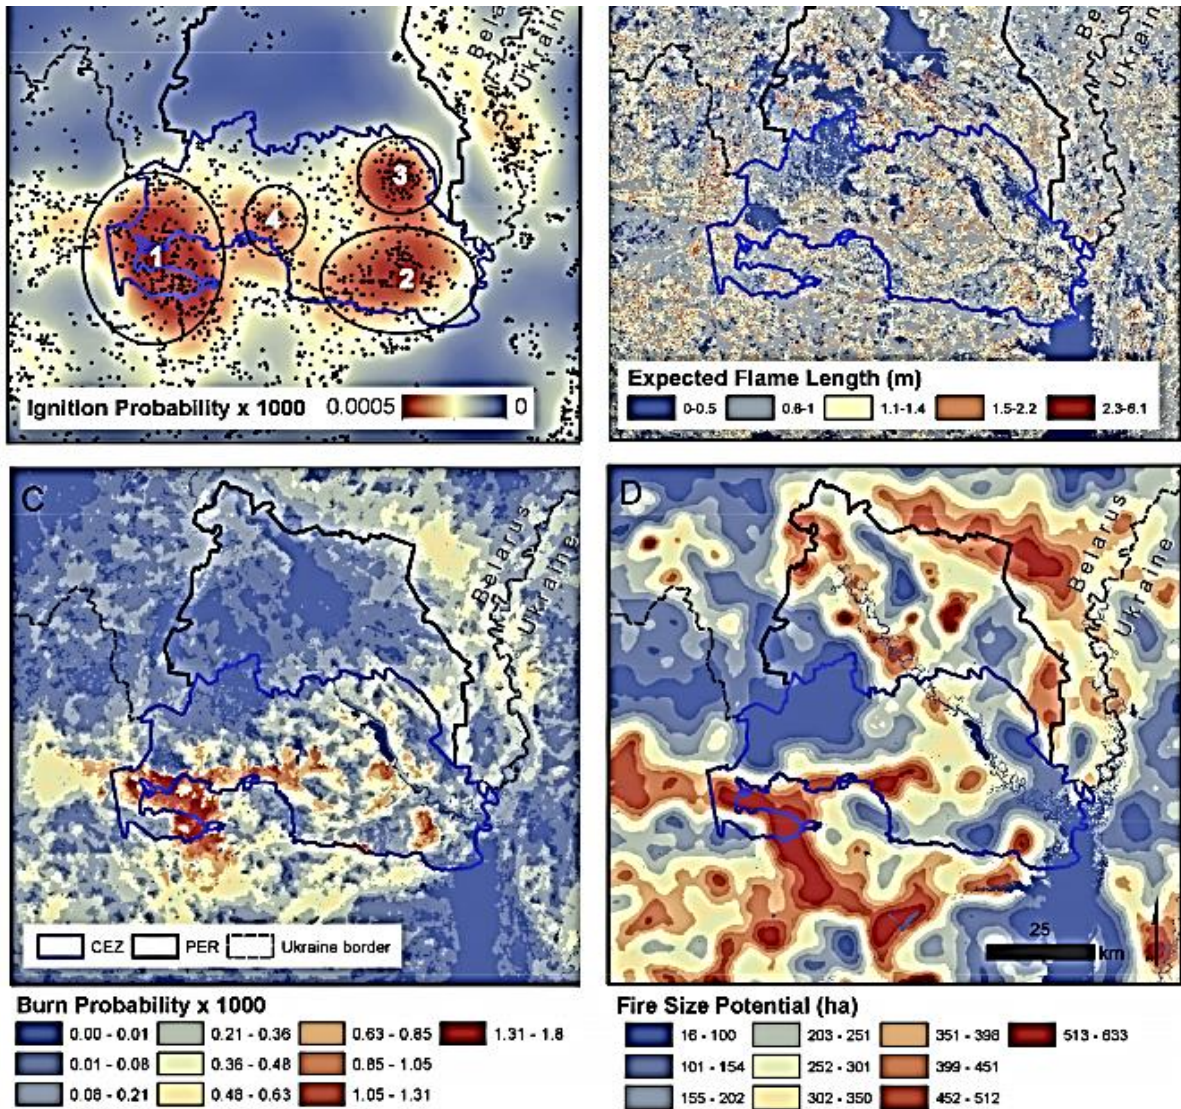 Be
Ukraine
Be
Ukraine
3
4
1
2
Ignition Probability x 1000 0.0005 0
Expected Flame Length (m)
0-0.5 0.6-1 1.1-1.4 1.5-2.2 2.3-6.1
C
Belarus
Ukraine
D
Belarus
Ukraine
CEZ PER Ukraine border
25
km
Burn Probability x 1000
0.00 - 0.01 0.21 - 0.36 0.63 - 0.85 1.31 - 1.8
0.01 - 0.08 0.36 - 0.48 0.85 - 1.05
0.08 - 0.21 0.48 - 0.63 1.05 - 1.31
Fire Size Potential (ha)
16 - 100 203 - 251 351 - 398 513 - 633
101 - 154 252 - 301 399 - 451
155 - 202 302 - 350 452 - 512